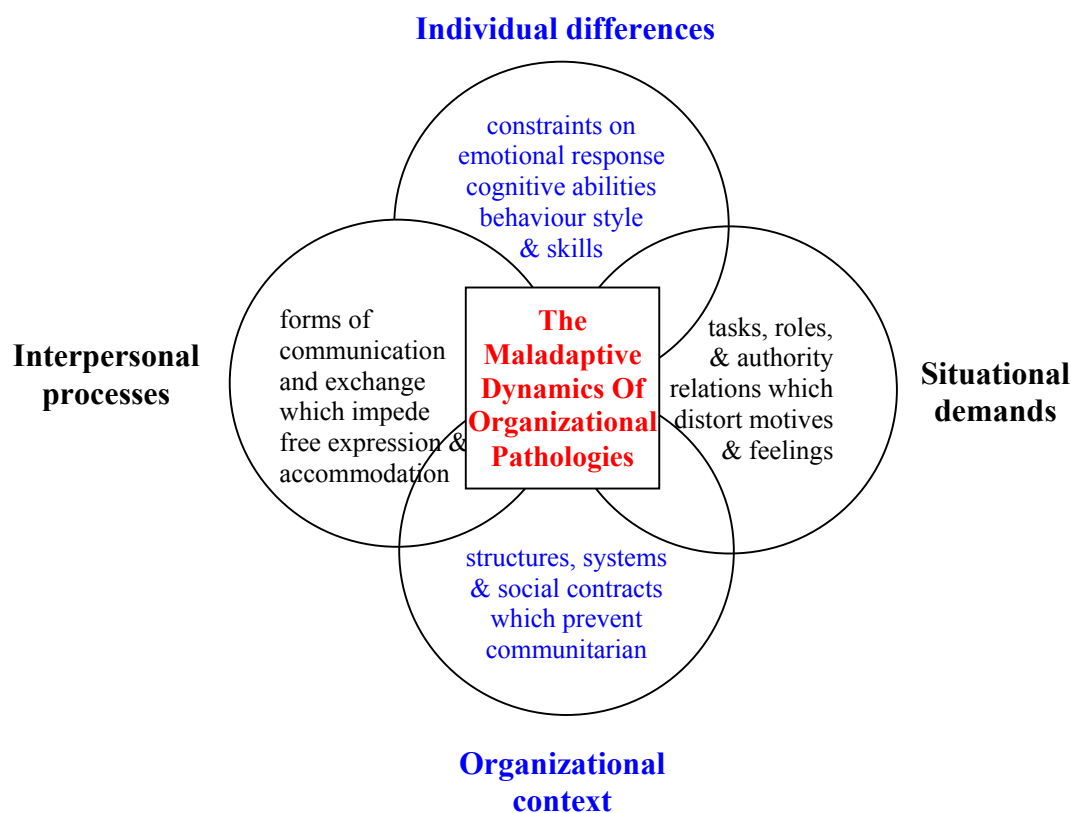 Individual differences
constraints on
emotional response
cognitive abilities
behaviour style
& skills
Interpersonal
processes
forms of
communication
and exchange
which impede
free expression &
accommodation
The
Maladaptive
Dynamics Of
Organizational
Pathologies
tasks, roles,
& authority
relations which
distort motives
& feelings
Situational
demands
structures, systems
& social contracts
which prevent
communitarian
Organizational
context